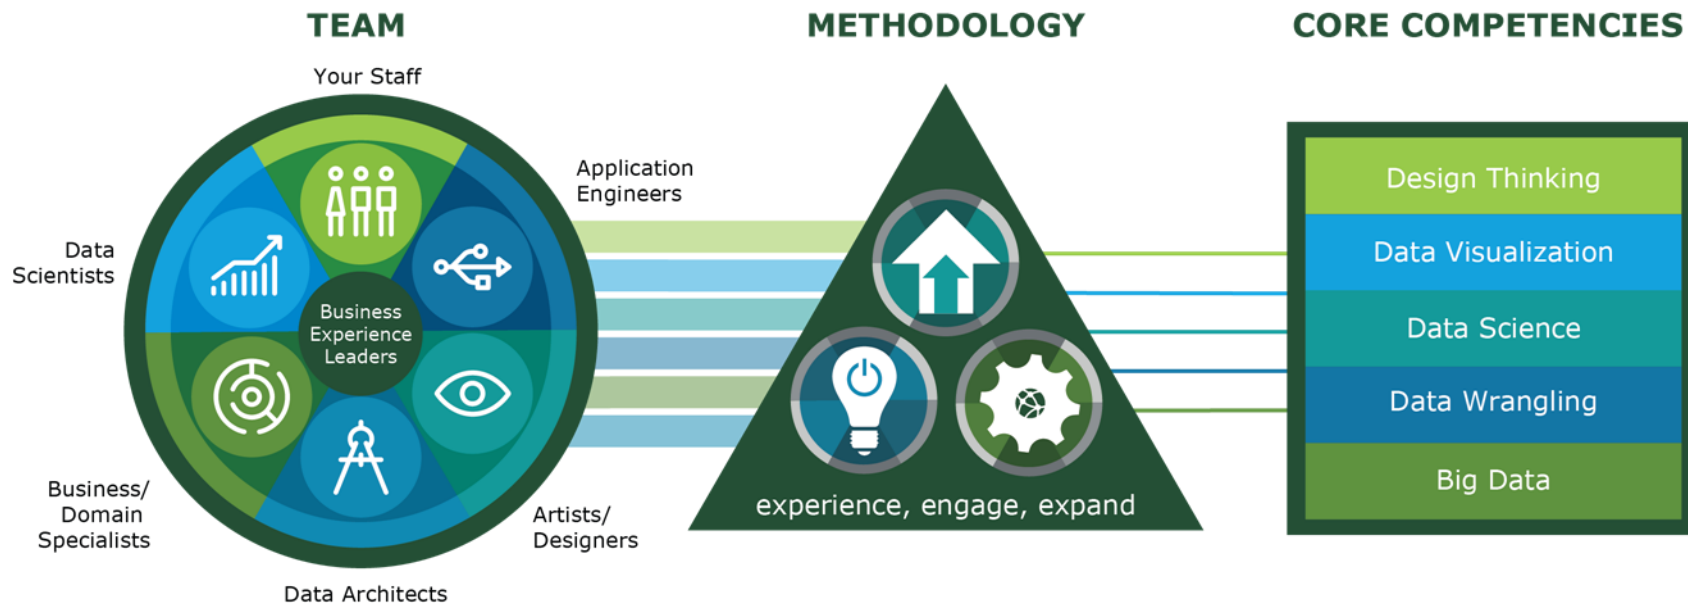 TEAM
METHODOLOGY
CORE COMPETENCIES
Your Staff
Application
Engineers
Data
Scientists
Business
Experience
Leaders
Business/
Domain
Specialists
Artists/
Designers
Data Architects
experience, engage, expand
Design Thinking
Data Visualization
Data Science
Data Wrangling
Big Data